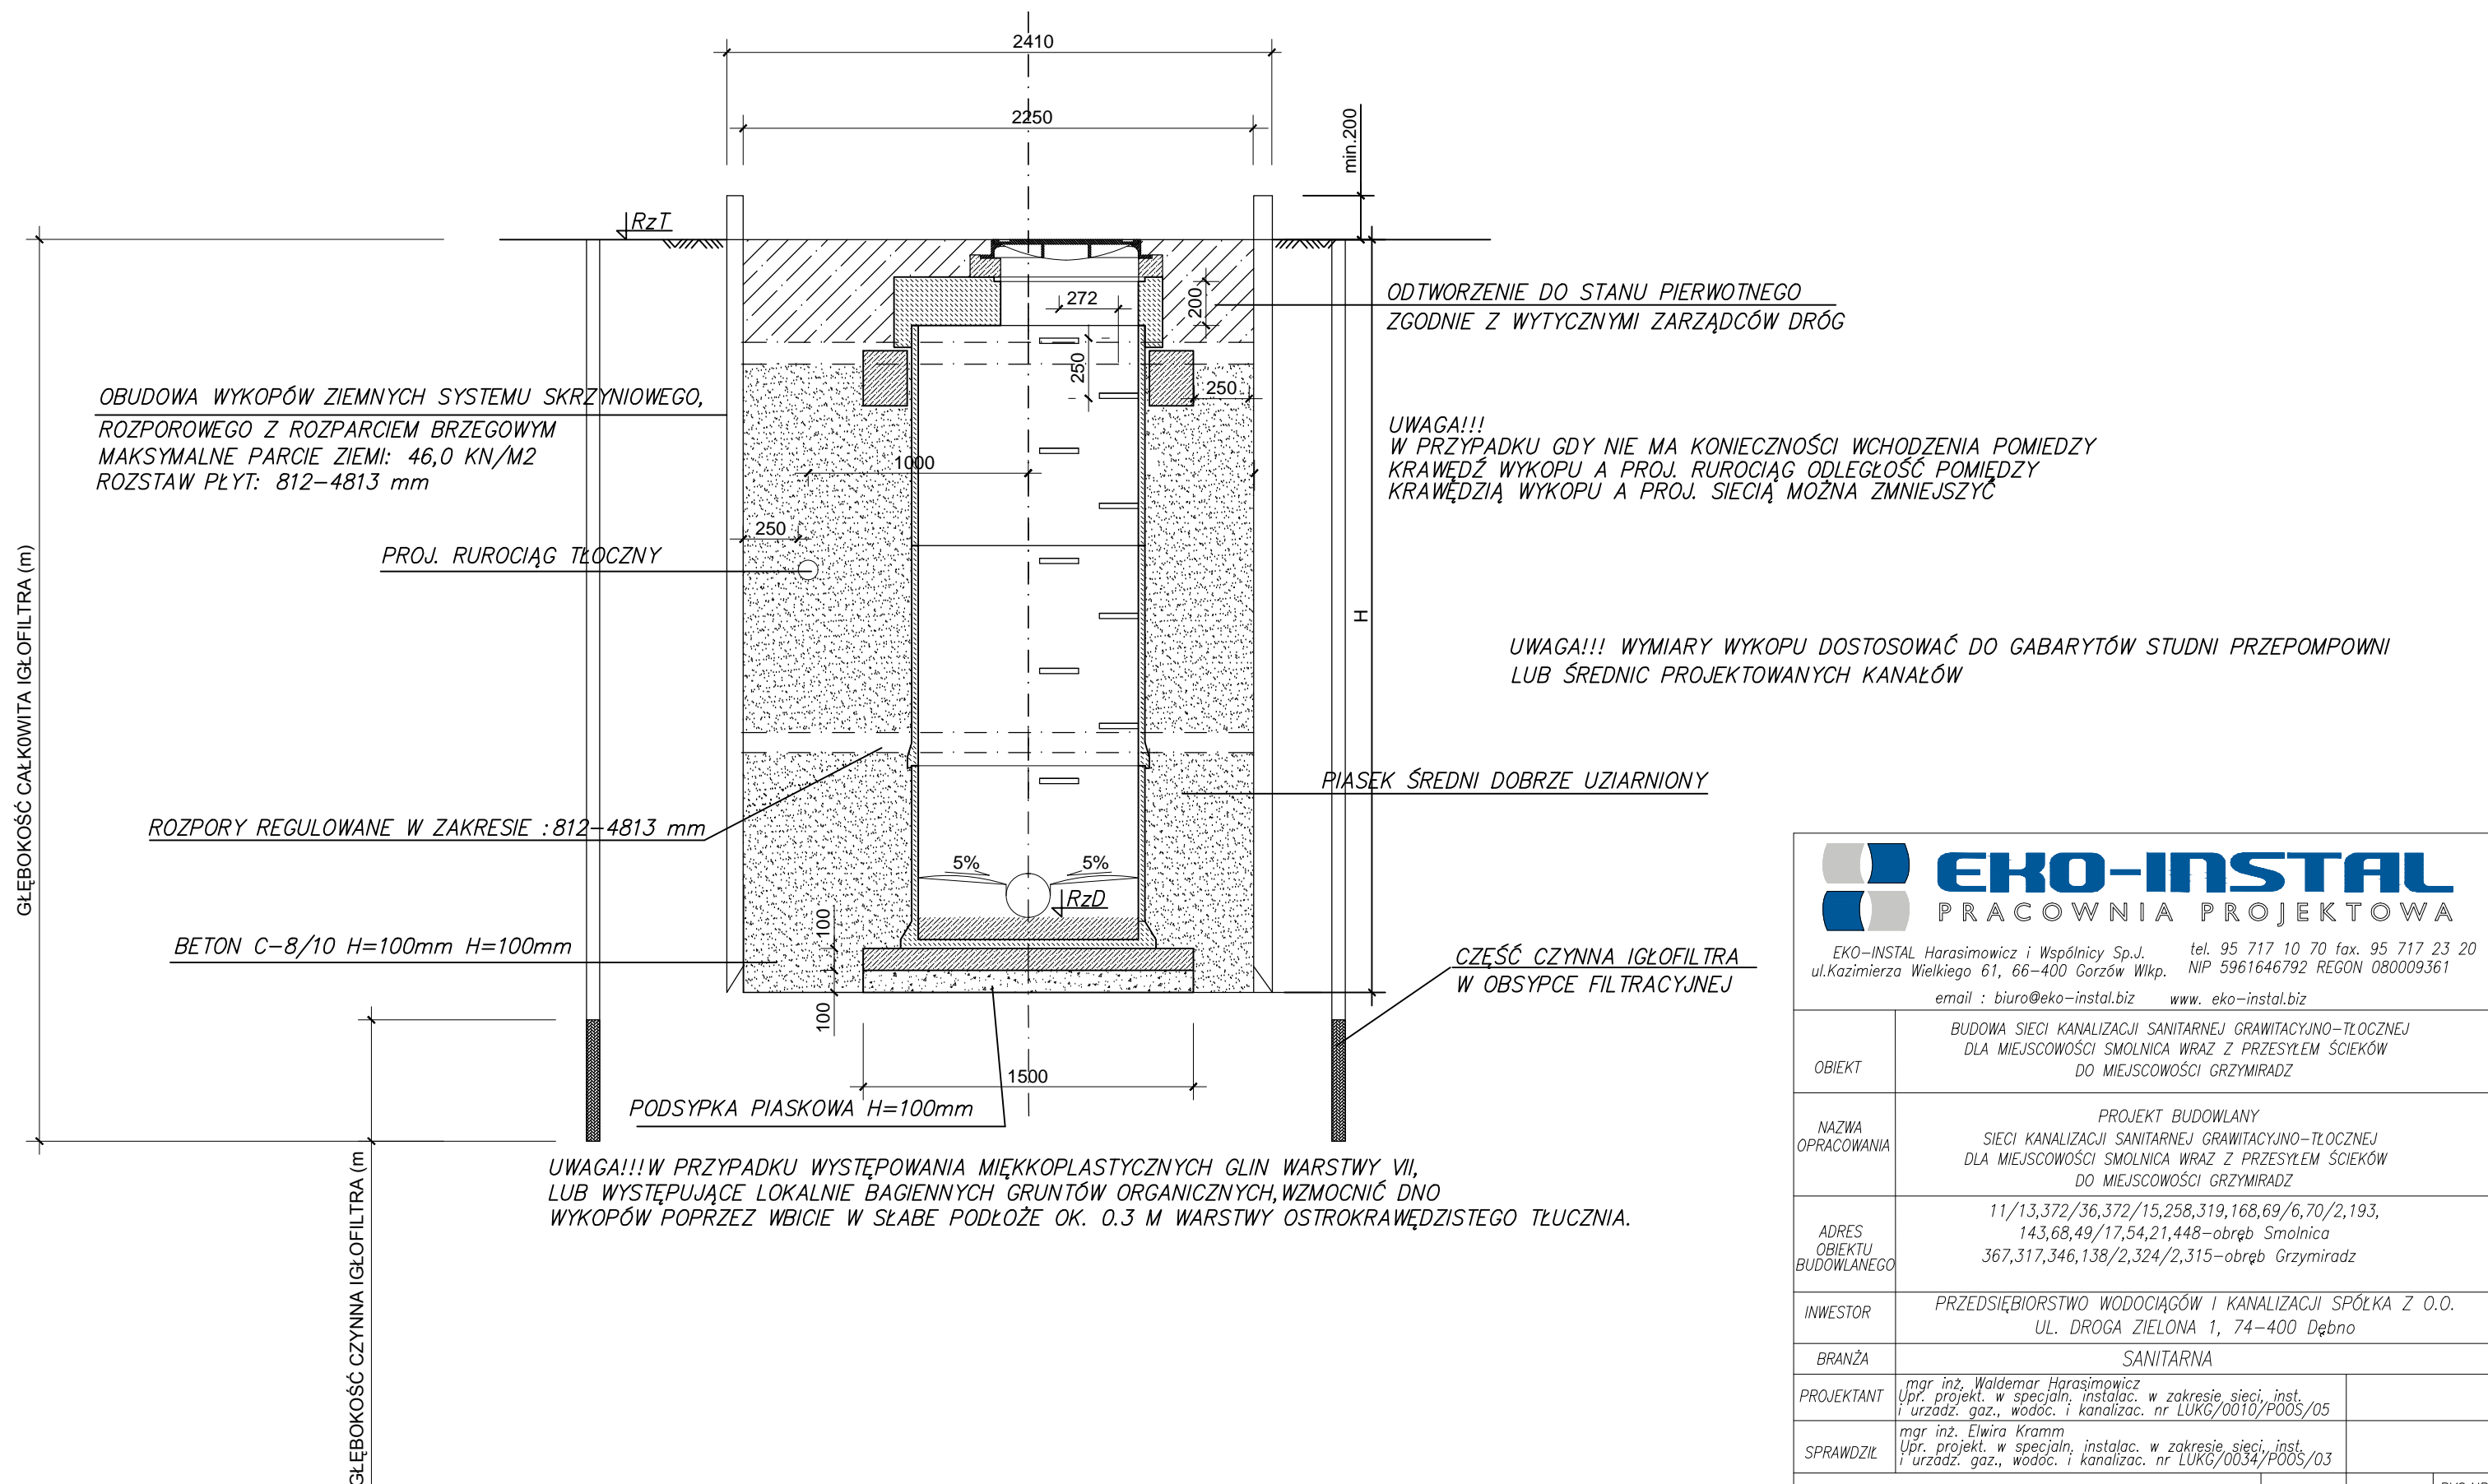 2410
2250
min.200
RzT
272
200
ODTWORZENIE DO STANU PIERWOTNEGO
ZGODNIE Z WYTYCZNYMI ZARZĄDCÓW DRÓG
250
250
OBUDOWA WYKOPÓW ZIEMNYCH SYSTEMU SKRZYNIOWEGO,
ROZPOROWEGO Z ROZPARCIEM BRZEGOWYM
MAKSYMALNE PARCIE ZIEMI: 46,0 KN/M2
ROZSTAW PŁYT: 812-4813 mm
UWAGA!!!
W PRZYPADKU GDY NIE MA KONIECZNOŚCI WCHODZENIA POMIEDZY
KRAWĘDŹ WYKOPU A PROJ. RUROCIĄG ODLEGŁOŚĆ POMIĘDZY
KRAWĘDZIĄ WYKOPU A PROJ. SIECIĄ MOŻNA ZMNIEJSZYĆ
1000
250
PROJ. RUROCIĄG TŁOCZNY
GŁĘBOKOŚĆ CAŁK0WITA IGŁOFILTRA (m)
H
UWAGA!!! WYMIARY WYKOPU DOSTOSOWAĆ DO GABARYTÓW STUDNI PRZEPOMPOWNI
LUB ŚREDNIC PROJEKTOWANYCH KANAŁÓW
PIASEK ŚREDNI DOBRZE UZIARNIONY
ROZPORY REGULOWANE W ZAKRESIE :812-4813 mm
5%
5%
RzD
100
BETON C-8/10 H=100mm H=100mm
CZĘŚĆ CZYNNA IGŁOFILTRA
W OBSYPCE FILTRACYJNEJ
100
1500
PODSYPKA PIASKOWA H=100mm
UWAGA!!!W PRZYPADKU WYSTĘPOWANIA MIĘKKOPLASTYCZNYCH GLIN WARSTWY VII,
LUB WYSTĘPUJĄCE LOKALNIE BAGIENNYCH GRUNTÓW ORGANICZNYCH,WZMOCNIĆ DNO
WYKOPÓW POPRZEZ WBICIE W SŁABE PODŁOŻE OK. 0.3 M WARSTWY OSTROKRAWĘDZISTEGO TŁUCZNIA.
GŁĘBOKOŚĆ CZYNNA IGŁOFILTRA (m
EKO-INSTAL
PRACOWNIA PROJEKTOWA
EKO-INSTAL Harasimowicz i Wspólnicy Sp.J. tel. 95 717 10 70 fax. 95 717 23 20
ul.Kazimierza Wielkiego 61, 66-400 Gorzów Wlkp. NIP 5961646792 REGON 080009361
email : biuro@eko-instal.biz www. eko-instal.biz
OBIEKT
BUDOWA SIECI KANALIZACJI SANITARNEJ GRAWITACYJNO-TŁOCZNEJ
DLA MIEJSCOWOŚCI SMOLNICA WRAZ Z PRZESYŁEM ŚCIEKÓW
DO MIEJSCOWOŚCI GRZYMIRADZ
NAZWA
OPRACOWANIA
PROJEKT BUDOWLANY
SIECI KANALIZACJI SANITARNEJ GRAWITACYJNO-TŁOCZNEJ
DLA MIEJSCOWOŚCI SMOLNICA WRAZ Z PRZESYŁEM ŚCIEKÓW
DO MIEJSCOWOŚCI GRZYMIRADZ
ADRES
OBIEKTU
BUDOWLANEGO
11/13,372/36,372/15,258,319,168,69/6,70/2,193,
143,68,49/17,54,21,448-obręb Smolnica
367,317,346,138/2,324/2,315-obręb Grzymiradz
INWESTOR
PRZEDSIĘBIORSTWO WODOCIĄGÓW I KANALIZACJI SPÓŁKA Z O.O.
UL. DROGA ZIELONA 1, 74-400 Dębno
BRANŻA
SANITARNA
PROJEKTANT
mgr inż. Waldemar Harasimowicz
Upr. projekt. w specjaln. instalac. w zakresie sieci, inst.
i urządz. gaz., wodoc. i kanalizac. nr LUKG/0010/POOS/05
SPRAWDZIŁ
mgr inż. Elwira Kramm
Upr. projekt. w specjaln. instalac. w zakresie sieci, inst.
i urządz. gaz., wodoc. i kanalizac. nr LUKG/0034/POOS/03